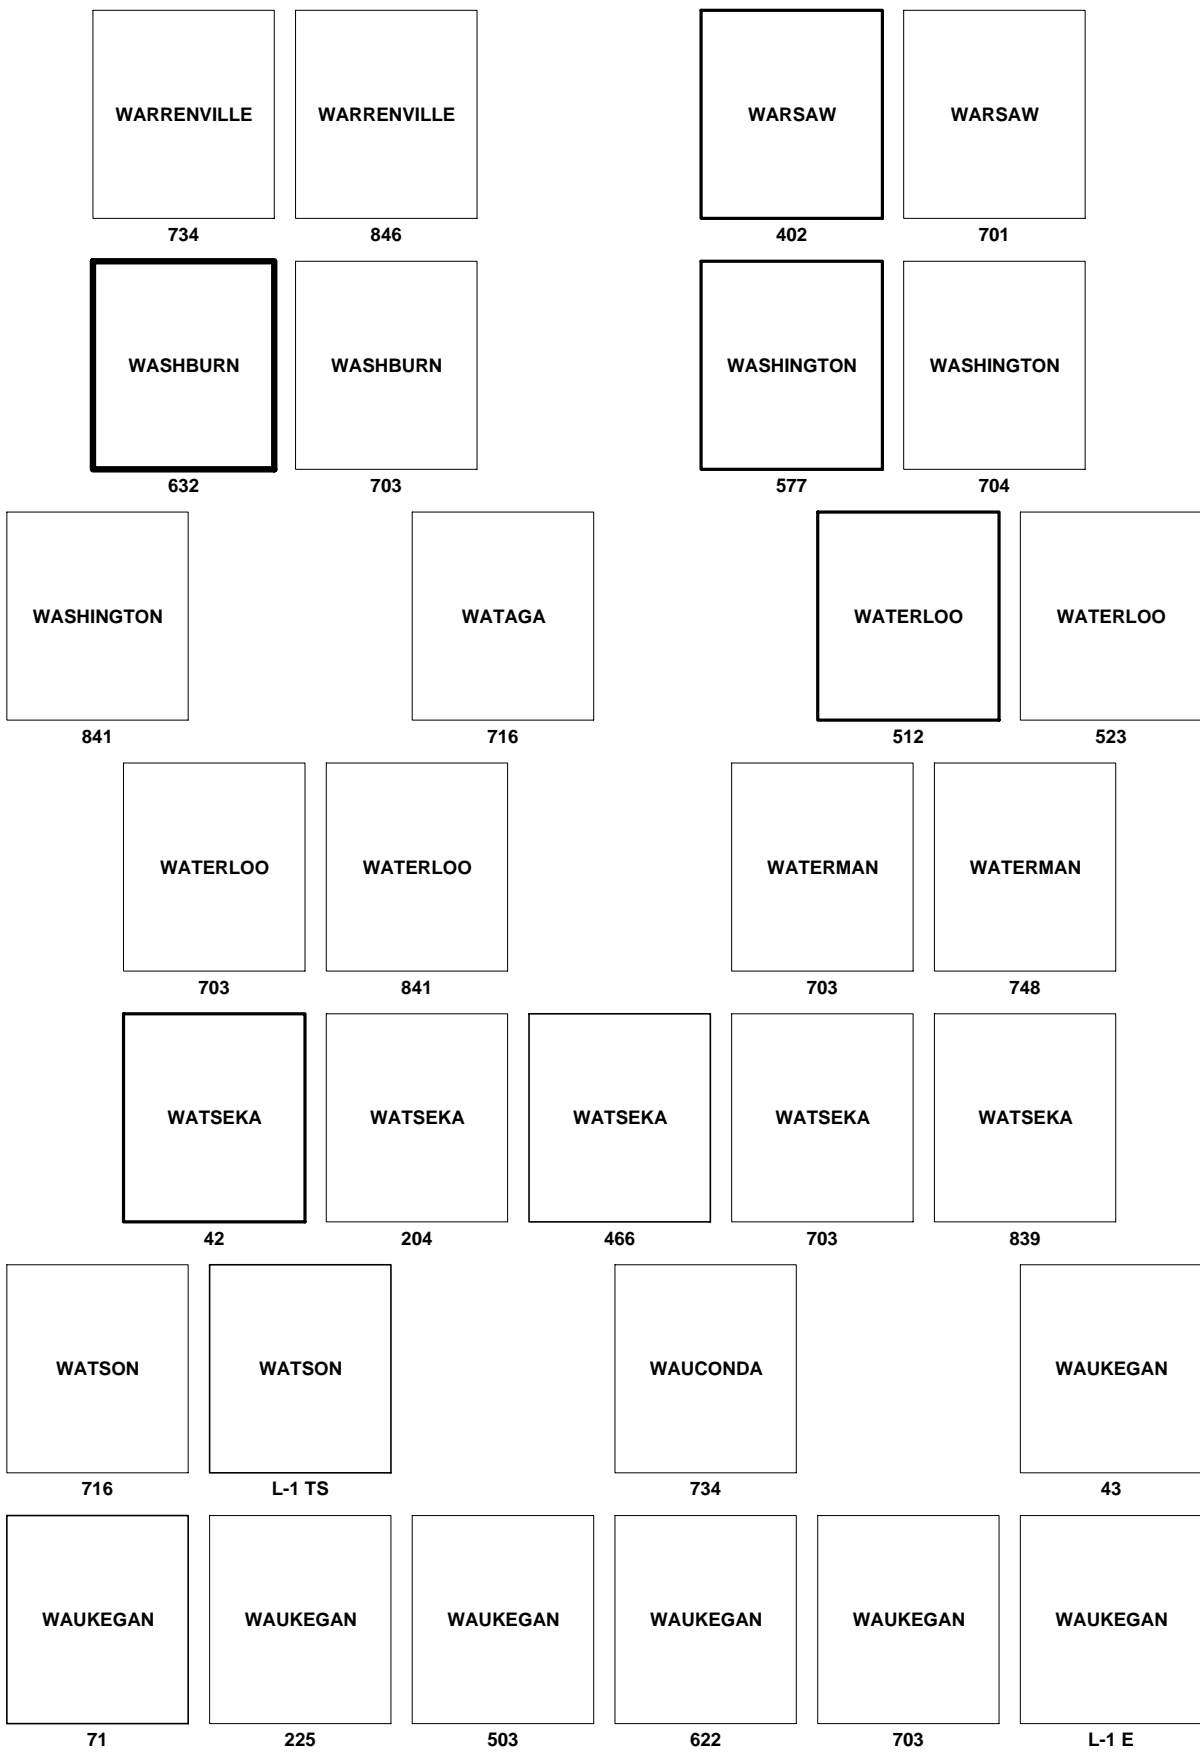 WARRENVILLE WARRENVILLE WARSAW WARSAW
734 846 402 701
WASHBURN WASHBURN WASHINGTON WASHINGTON
632 703 577 704
WASHINGTON WATAGA WATERLOO WATERLOO
841 716 512 523
WATERLOO WATERLOO WATERMAN WATERMAN
703 841 703 748
WATSEKA WATSEKA WATSEKA WATSEKA WATSEKA
42 204 466 703 839
WATSON WATSON WAUCONDA WAUKEGAN
716 L-1 TS 734 43
WAUKEGAN WAUKEGAN WAUKEGAN WAUKEGAN WAUKEGAN WAUKEGAN
71 225 503 622 703 L-1 E